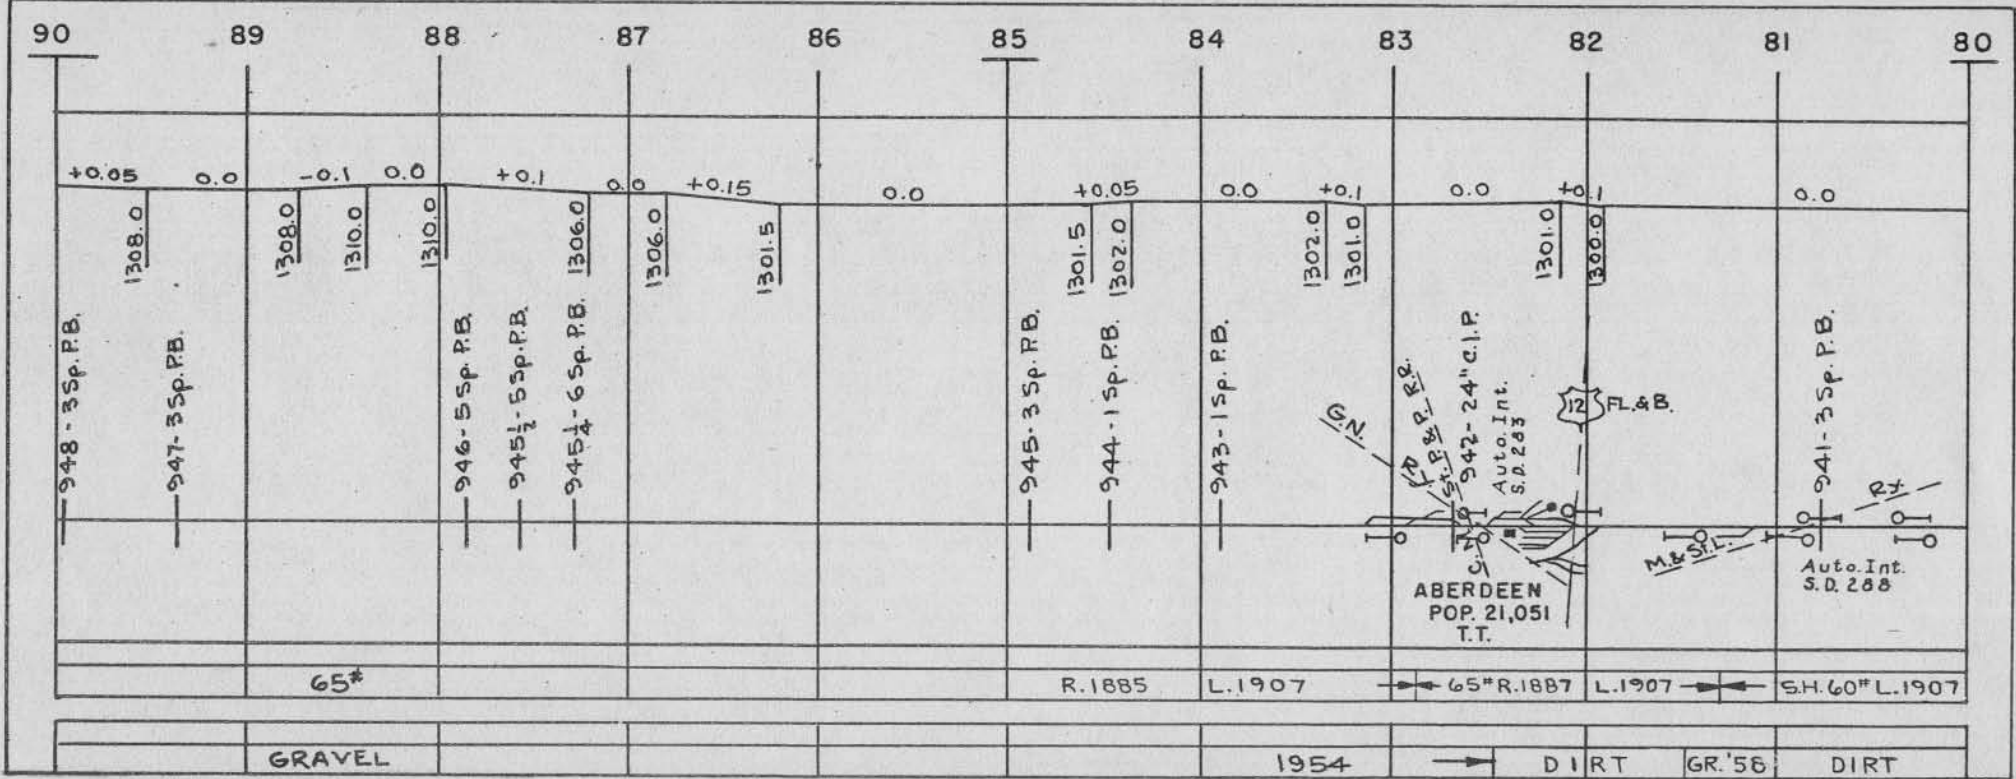 90 89 88 87 86 85 84 83 82 81 80
+0.05 0.0 -0.1 0.0 +0.1 0.0 +0.15 0.0 +0.05 0.0 +0.1 0.0 +0.1 0.0
1308.0
1308.0
1310.0
1310.0
1306.0
1306.0
1301.5
1301.5
1302.0
1302.0
1301.0
1301.0
1300.0
948 - 3 Sp. P.B.
947 - 3 Sp. P.B.
946 - 5 Sp. P.B.
945½ - 5 Sp. P.B.
945¼ - 6 Sp. P.B.
945 - 3 Sp. P.B.
944 - 1 Sp. P.B.
943 - 1 Sp. P.B.
G.N.
St. P. & P. R.R.
942 - 24" C.I.P.
Auto. Int.
S.D. 283
12 FL. & B.
941 - 3 Sp. P.B.
M. & St. L. Ry.
Auto. Int.
S.D. 288
ABERDEEN
POP. 21,051
T.T.
65# R.1885 L.1907 65# R.1887 L.1907 S.H. 60# L.1907
GRAVEL 1954 DIRT GR. '58 DIRT